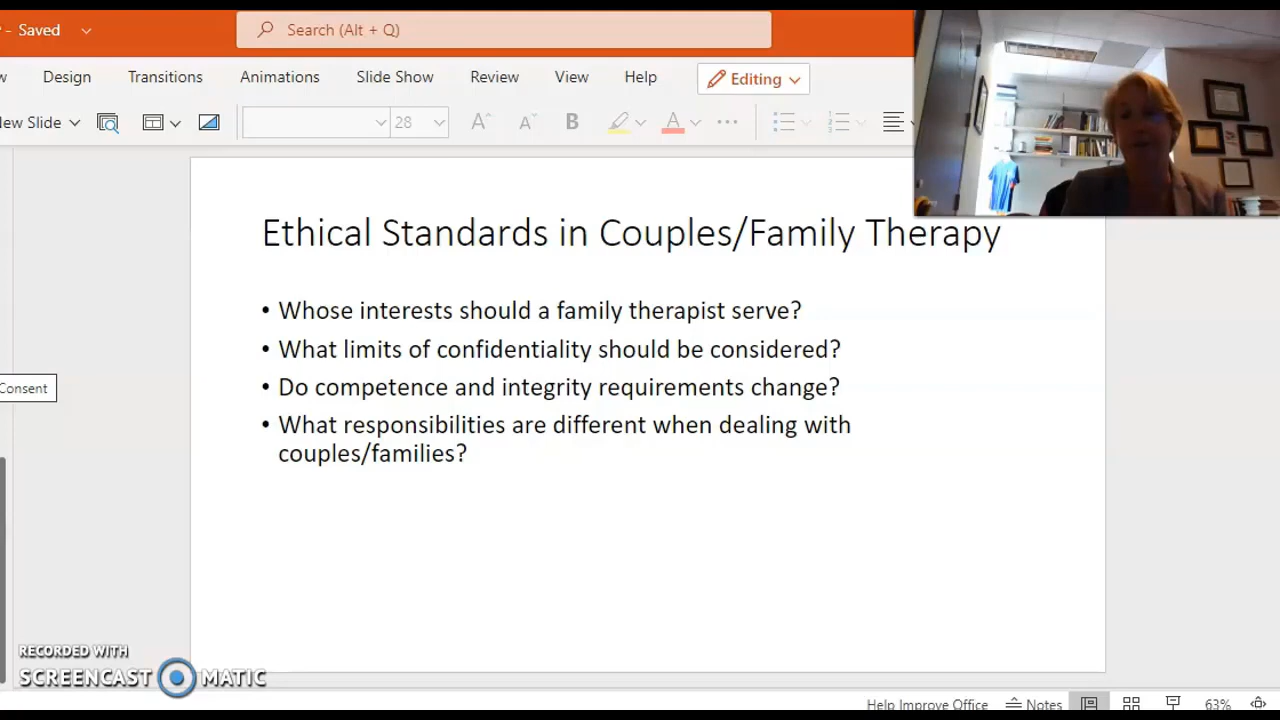 Saved
Search (Alt + Q)
Design Transitions Animations Slide Show Review View Help Editing
Slide 28 B A
Ethical Standards in Couples/Family Therapy
• Whose interests should a family therapist serve?
• What limits of confidentiality should be considered?
• Do competence and integrity requirements change?
• What responsibilities are different when dealing with
couples/families?
Consent
RECORDED WITH
SCREENCAST MATIC
Help Improve Office Notes 63%